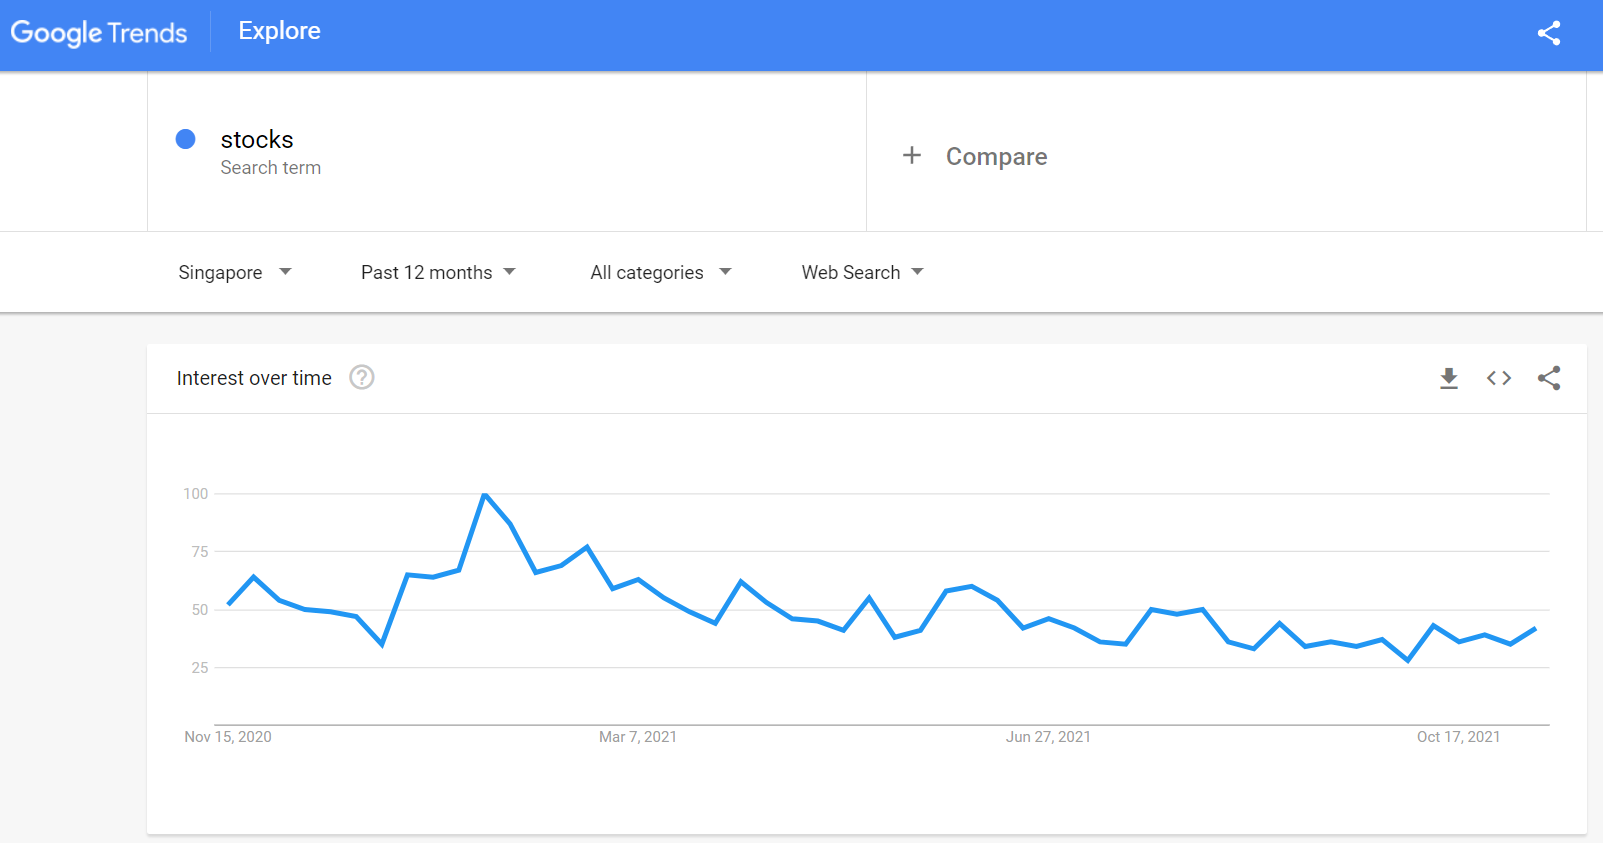 Google Trends Explore
stocks
Search term
+ Compare
Singapore Past 12 months All categories Web Search
Interest over time ?
100
75
50
25
Nov 15, 2020 Mar 7, 2021 Jun 27, 2021 Oct 17, 2021